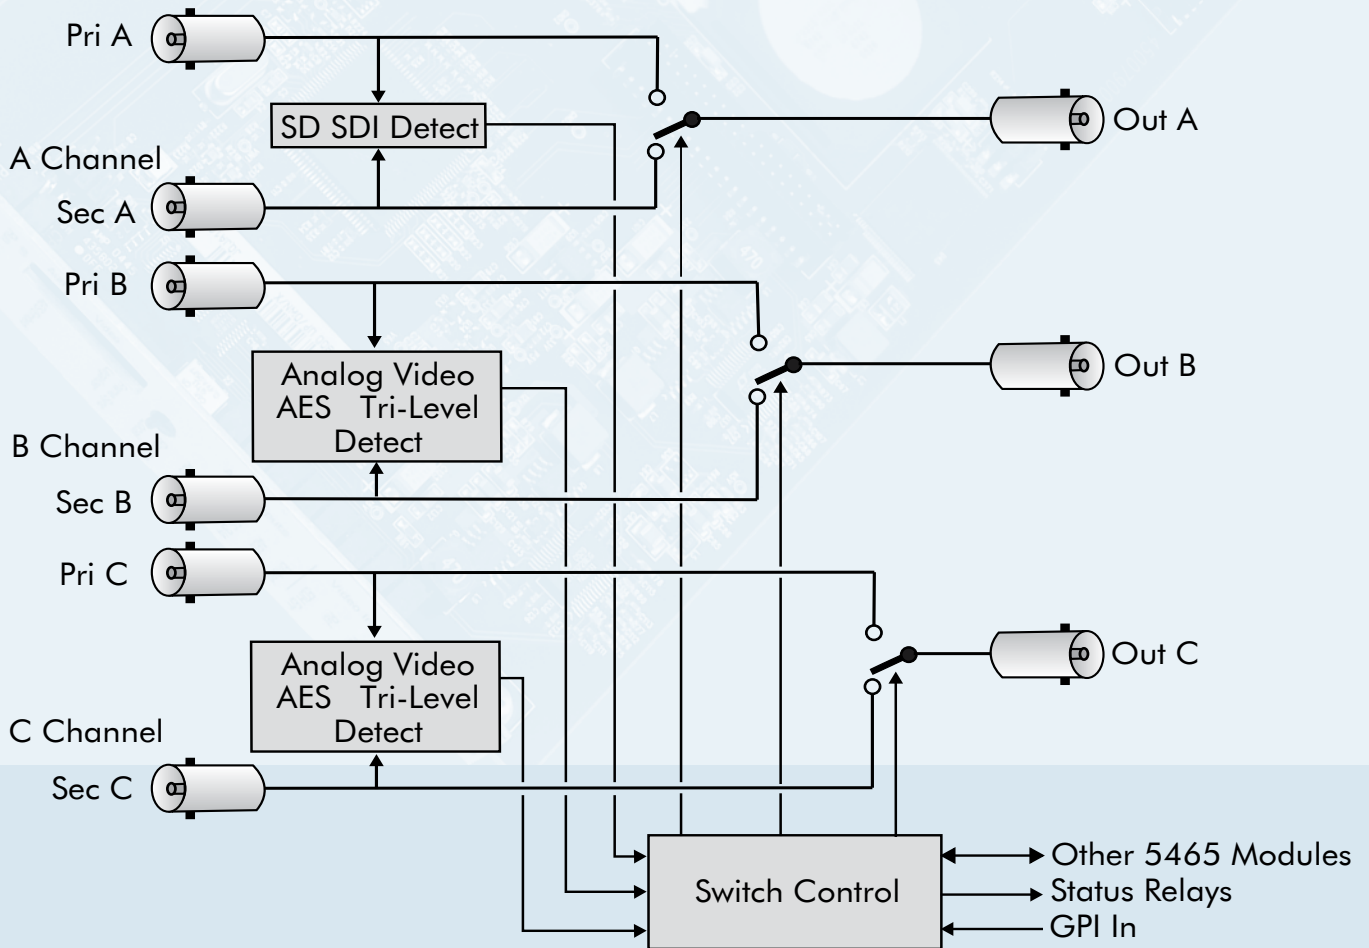 Pri A
SD SDI Detect
Out A
A Channel
Sec A
Pri B
Analog Video
AES Tri-Level
Detect
Out B
B Channel
Sec B
Pri C
Analog Video
AES Tri-Level
Detect
Out C
C Channel
Sec C
Switch Control
Other 5465 Modules
Status Relays
GPI In